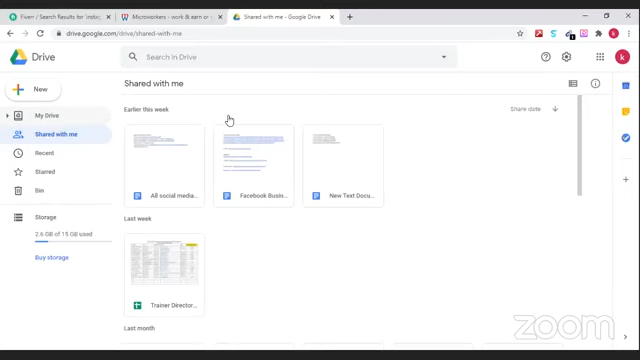 Fiverr / Search Results for 'instag
Microworkers - work & earn or
Shared with me - Google Drive
drive.google.com/drive/shared-with-me
Drive
Search in Drive
k
New
Shared with me
My Drive
Shared with me
Recent
Starred
Bin
Storage
2.6 GB of 15 GB used
Buy storage
Earlier this week
Share date
All social media...
Facebook Busin...
New Text Docu...
Last week
Trainer Director...
Last month
zoom